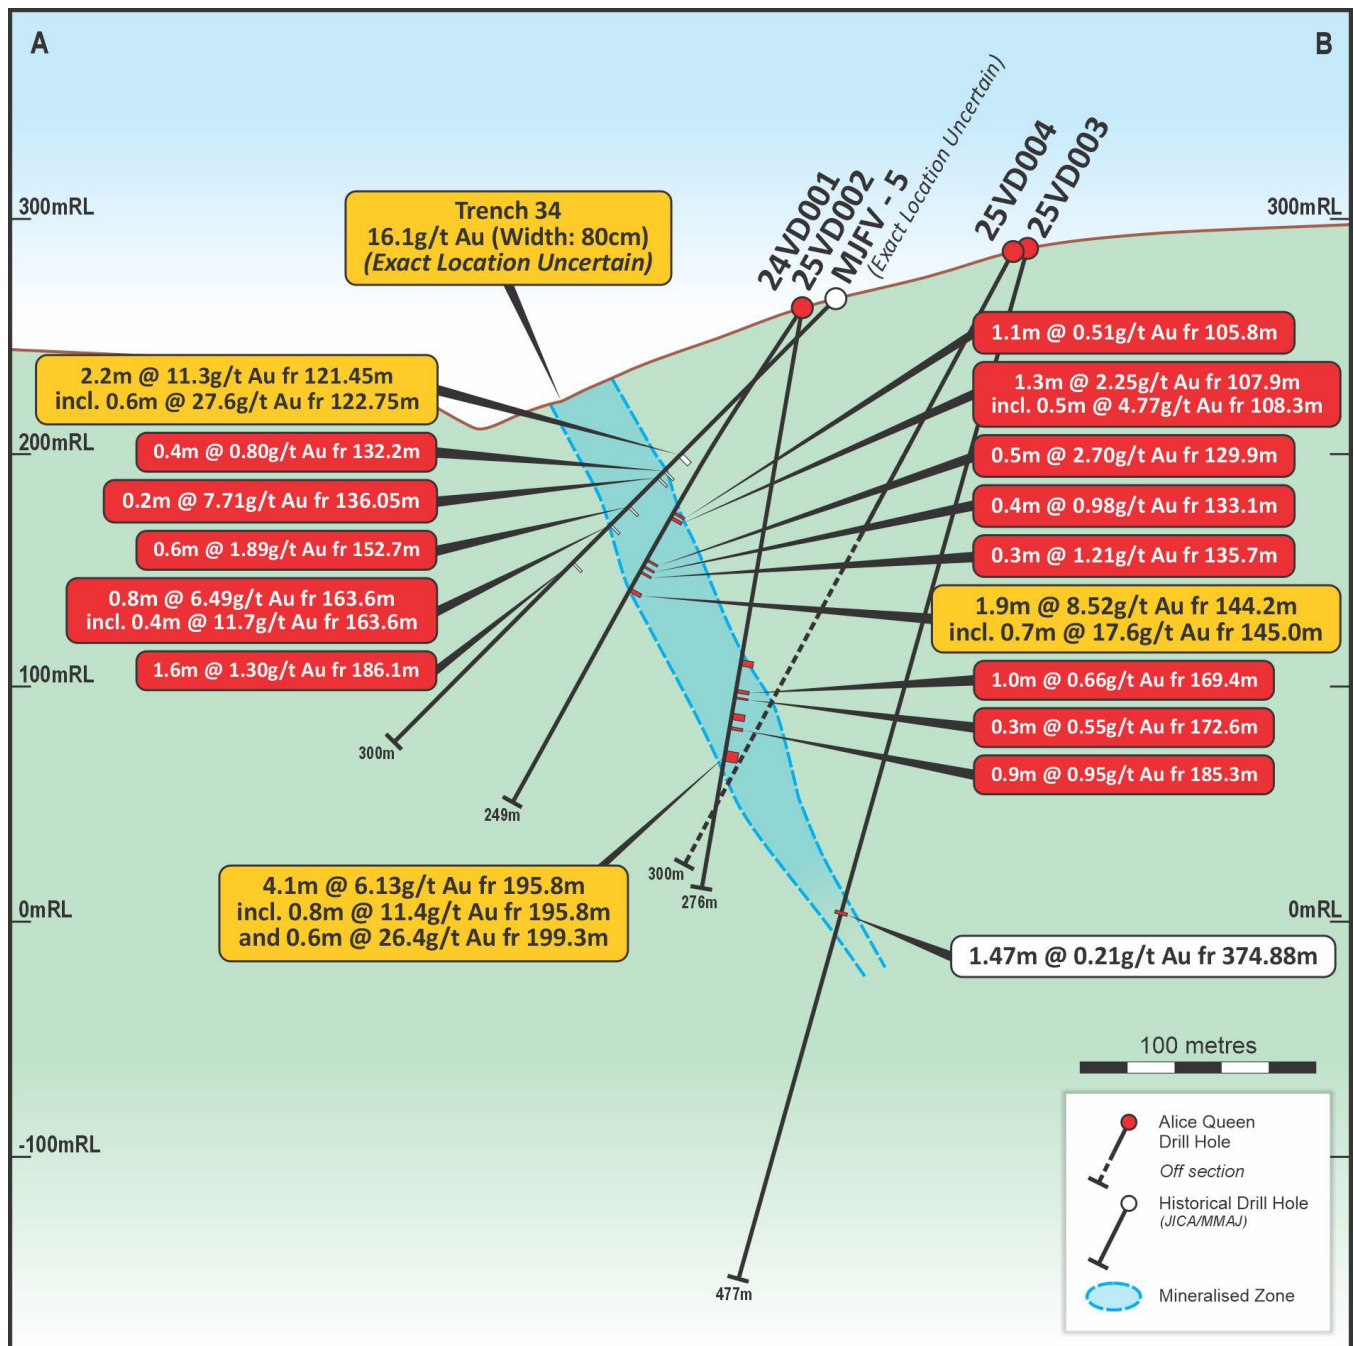 A
B
24VD001
25VD002
MJFV - 5
(Exact Location Uncertain)
25VD004
25VD003
300mRL
300mRL
Trench 34
16.1g/t Au (Width: 80cm)
(Exact Location Uncertain)
1.1m @ 0.51g/t Au fr 105.8m
2.2m @ 11.3g/t Au fr 121.45m
incl. 0.6m @ 27.6g/t Au fr 122.75m
1.3m @ 2.25g/t Au fr 107.9m
incl. 0.5m @ 4.77g/t Au fr 108.3m
200mRL
0.4m @ 0.80g/t Au fr 132.2m
0.5m @ 2.70g/t Au fr 129.9m
0.2m @ 7.71g/t Au fr 136.05m
0.4m @ 0.98g/t Au fr 133.1m
0.6m @ 1.89g/t Au fr 152.7m
0.3m @ 1.21g/t Au fr 135.7m
0.8m @ 6.49g/t Au fr 163.6m
incl. 0.4m @ 11.7g/t Au fr 163.6m
1.9m @ 8.52g/t Au fr 144.2m
incl. 0.7m @ 17.6g/t Au fr 145.0m
100mRL
1.6m @ 1.30g/t Au fr 186.1m
1.0m @ 0.66g/t Au fr 169.4m
0.3m @ 0.55g/t Au fr 172.6m
300m
0.9m @ 0.95g/t Au fr 185.3m
249m
300m
276m
4.1m @ 6.13g/t Au fr 195.8m
incl. 0.8m @ 11.4g/t Au fr 195.8m
and 0.6m @ 26.4g/t Au fr 199.3m
0mRL
0mRL
1.47m @ 0.21g/t Au fr 374.88m
100 metres
-100mRL
Alice Queen
Drill Hole
Off section
Historical Drill Hole
(JICA/MMAJ)
Mineralised Zone
477m